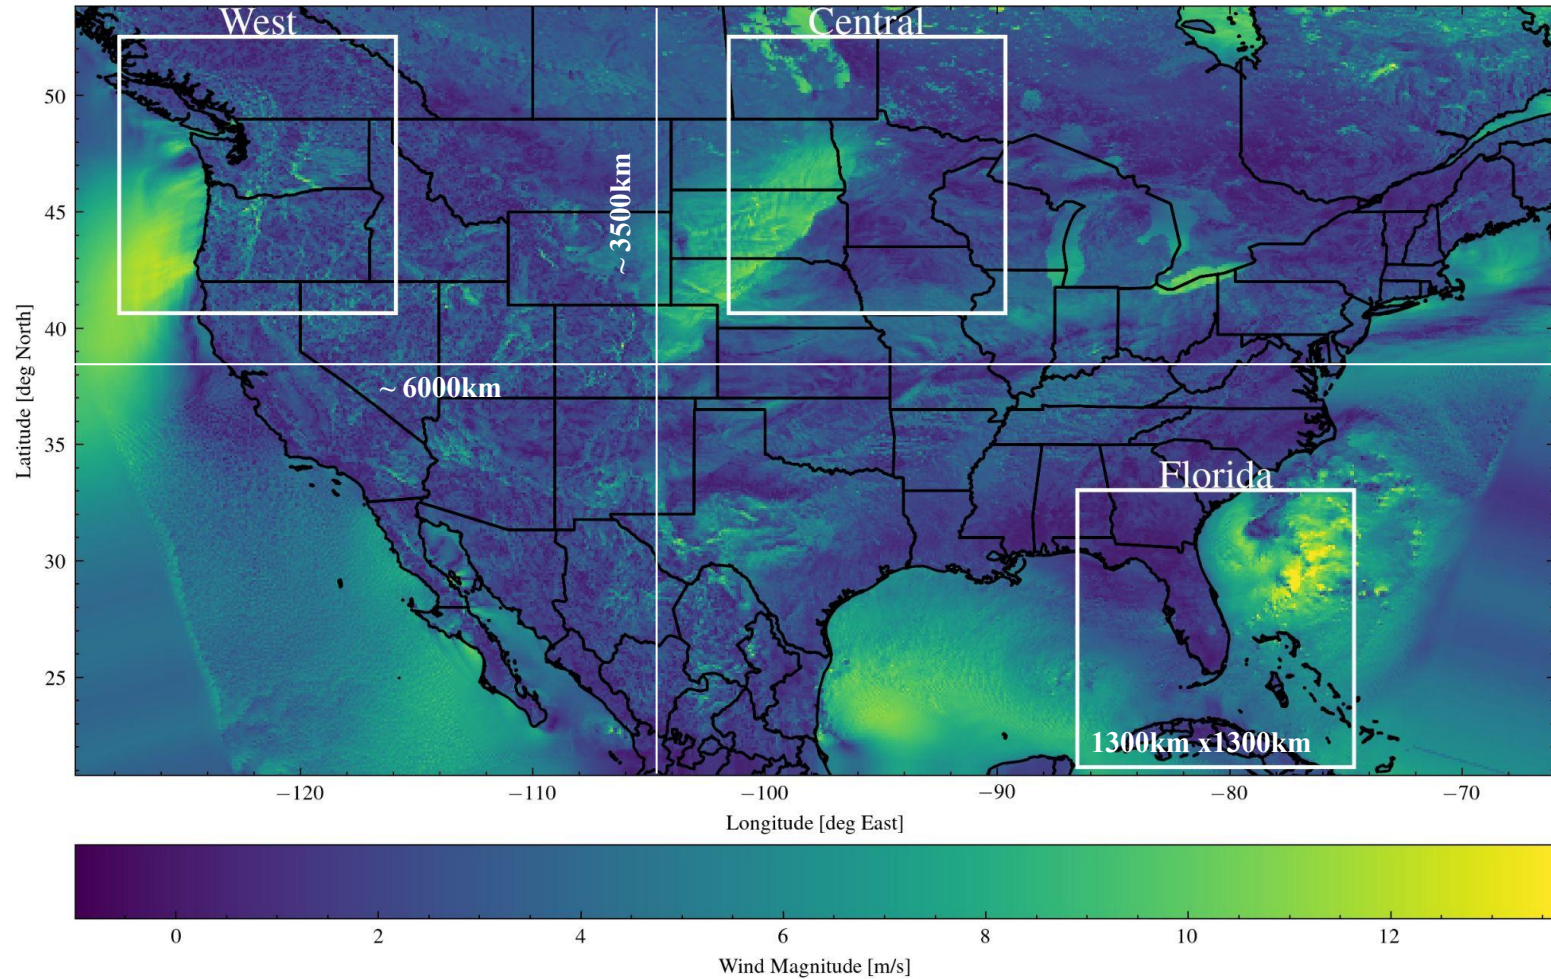 West
Central
50
45
40
35
30
25
Latitude [deg North]
~ 3500km
~ 6000km
Florida
1300km x1300km
−120
−110
−100
−90
−80
−70
Longitude [deg East]
0
2
4
6
8
10
12
Wind Magnitude [m/s]